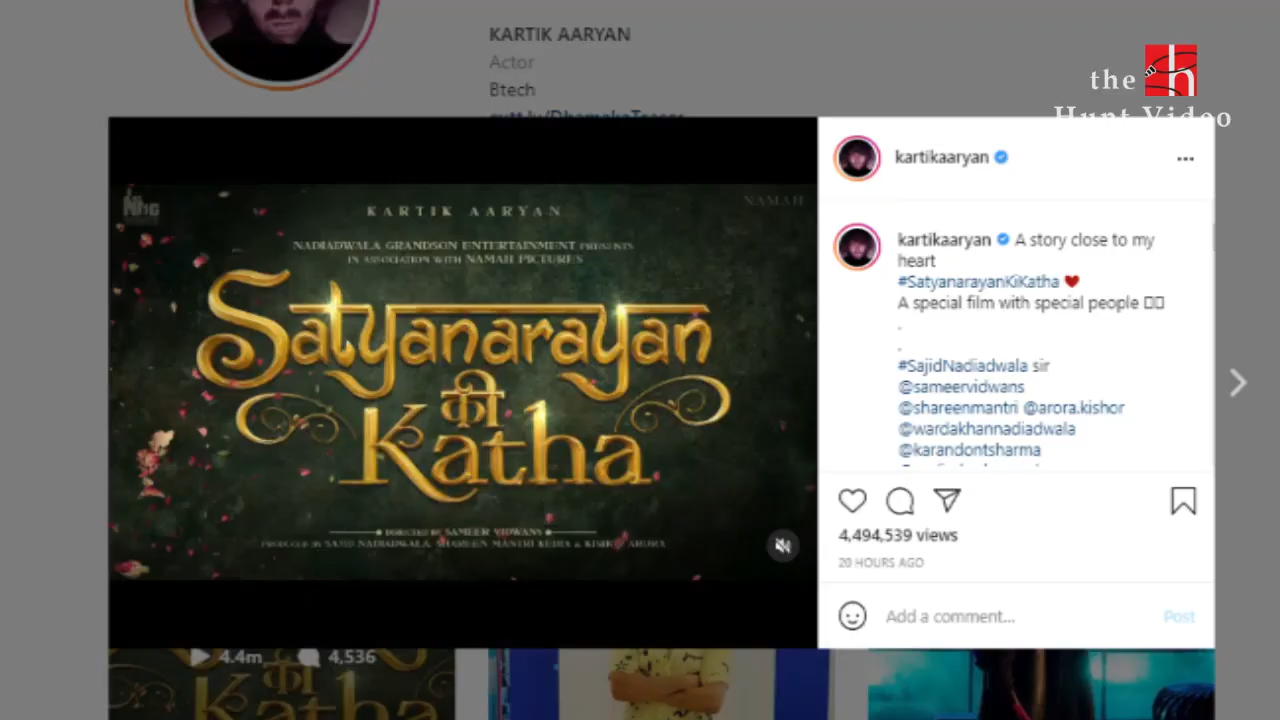 KARTIK AARYAN
Actor
Btech
the h
Hunt Video
NHG
NAMAH
KARTIK AARYAN
NADIADWALA GRANDSON ENTERTAINMENT PRESENTS
IN ASSOCIATION WITH NAMAH PICTURES
Satyanarayan
की
Katha
DIRECTED BY SAMEER VIDWANS
PRODUCED BY SAJID NADIADWALA, SHAREEN MANTRI KEDIA & KISHOR ARORA
kartikaaryan
kartikaaryan A story close to my
heart
#SatyanarayanKiKatha ❤
A special film with special people
.
.
#SajidNadiadwala sir
@sameervidwans
@shareenmantri @arora.kishor
@wardakhannadiadwala
@karandontsharma
4,494,539 views
20 HOURS AGO
Add a comment... Post
4.4m 4,536
की
Katha